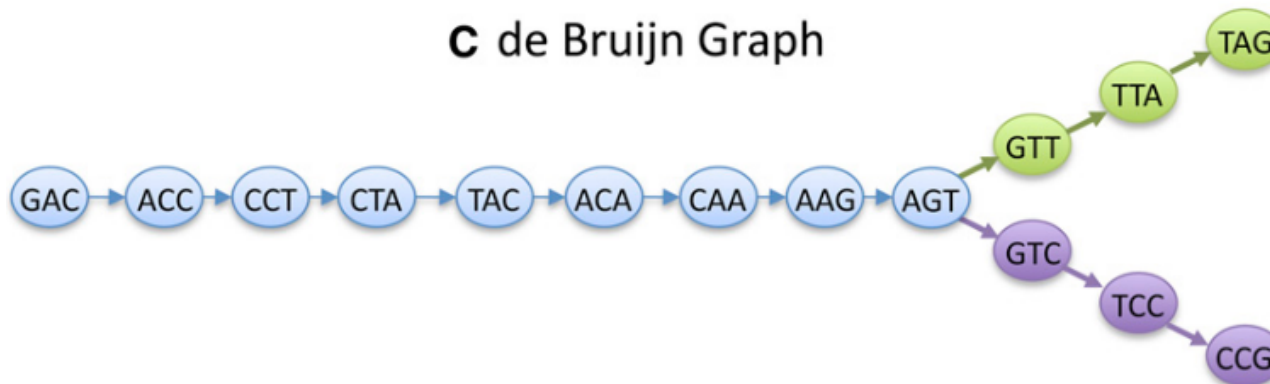 C de Bruijn Graph
TAG
TTA
GTT
GAC ACC CCT CTA TAC ACA CAA AAG AGT
GTC
TCC
CCG